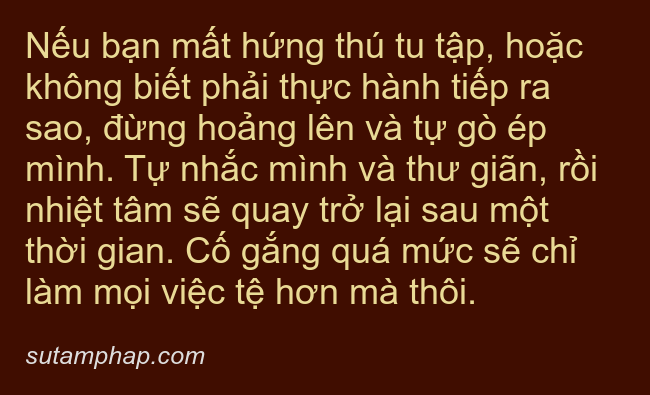 Nếu bạn mất hứng thú tu tập, hoặc
không biết phải thực hành tiếp ra
sao, đừng hoảng lên và tự gò ép
mình. Tự nhắc mình và thư giãn, rồi
nhiệt tâm sẽ quay trở lại sau một
thời gian. Cố gắng quá mức sẽ chỉ
làm mọi việc tệ hơn mà thôi.
sutamphap.com